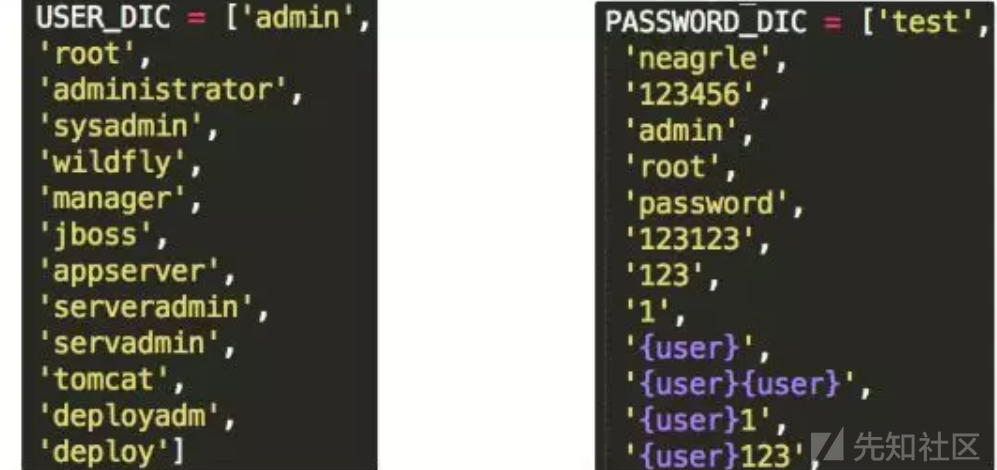 USER_DIC = ['admin',
'root',
'administrator',
'sysadmin',
'wildfly',
'manager',
'jboss',
'appserver',
'serveradmin',
'servadmin',
'tomcat',
'deployadm',
'deploy']
PASSWORD_DIC = ['test',
'neagrle',
'123456',
'admin',
'root',
'password',
'123123',
'123',
'1',
'{user}',
'{user}{user}',
'{user}1',
'{user}123',
先知社区